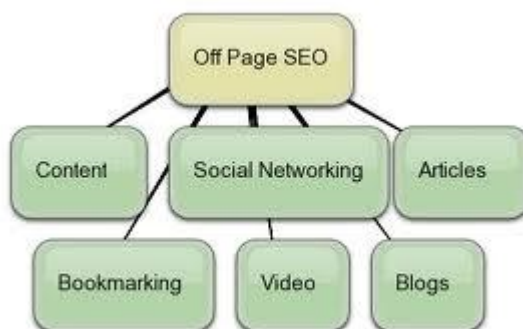 Off Page SEO
Content
Social Networking
Articles
Bookmarking
Video
Blogs